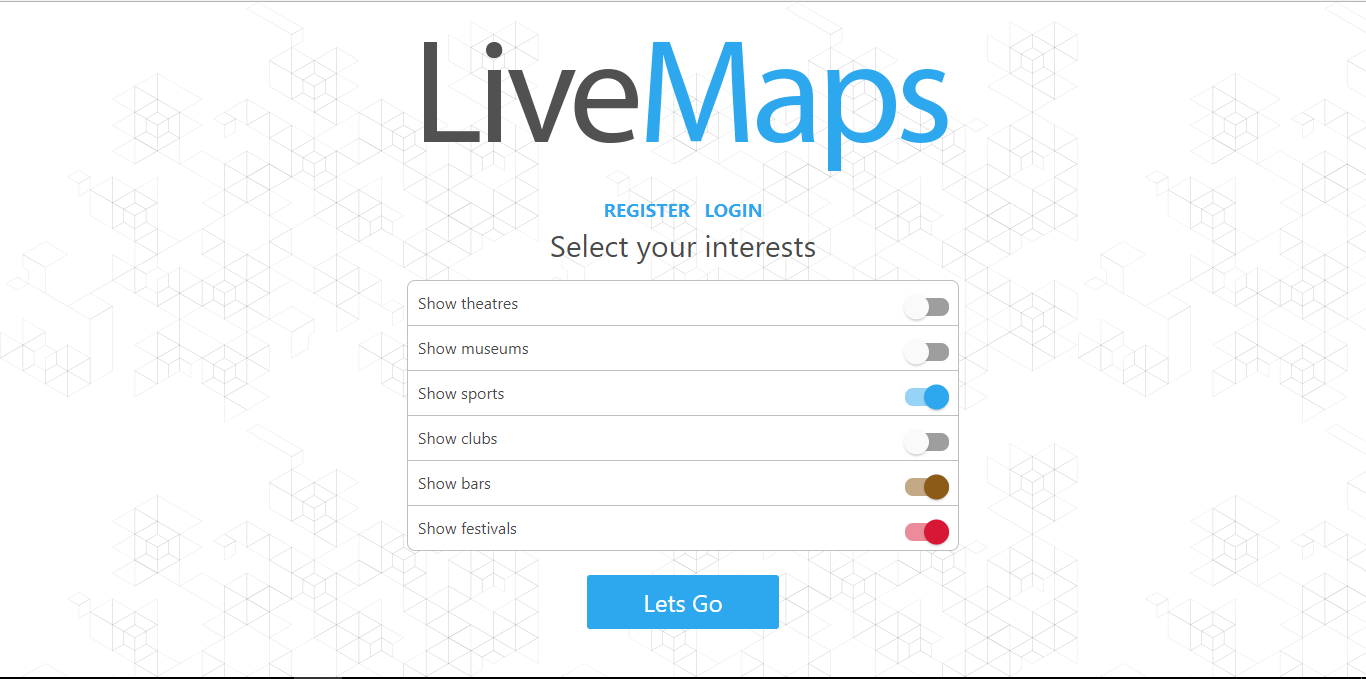 LiveMaps
REGISTER LOGIN
Select your interests
Show theatres
Show museums
Show sports
Show clubs
Show bars
Show festivals
Lets Go